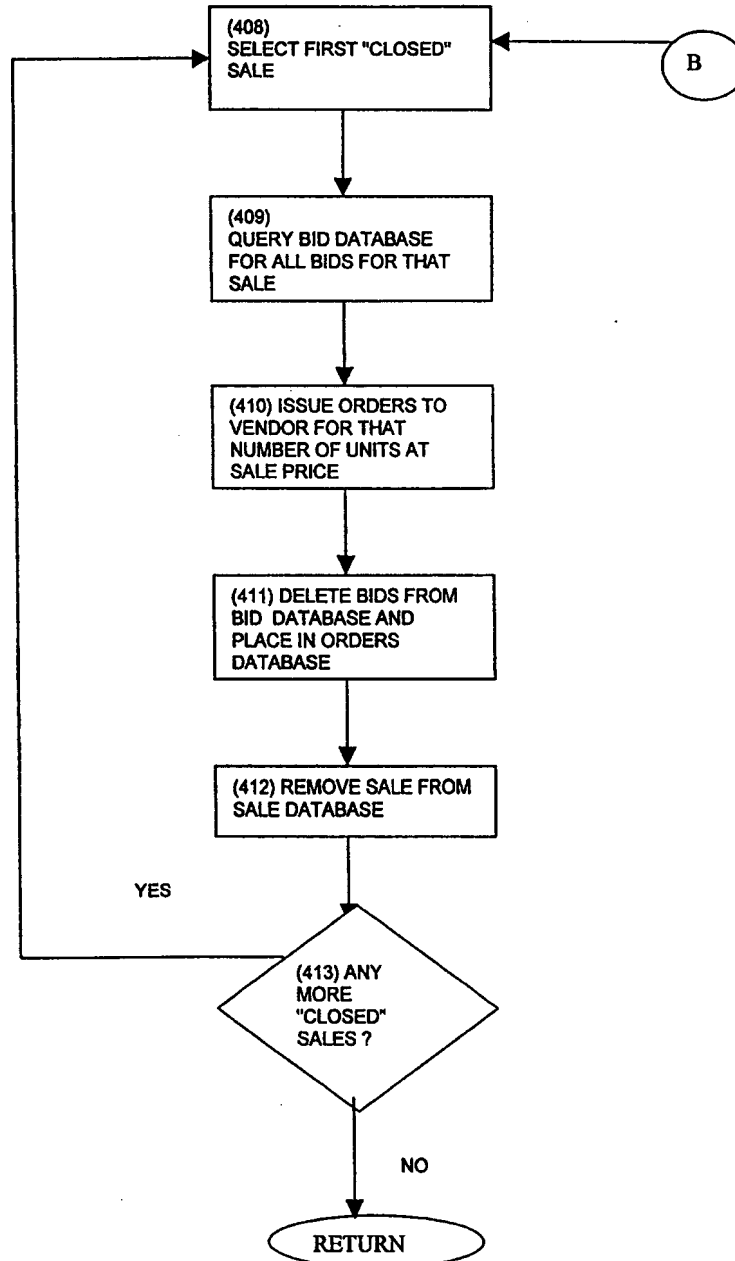 (408)
SELECT FIRST "CLOSED"
SALE
B
(409)
QUERY BID DATABASE
FOR ALL BIDS FOR THAT
SALE
(410) ISSUE ORDERS TO
VENDOR FOR THAT
NUMBER OF UNITS AT
SALE PRICE
(411) DELETE BIDS FROM
BID DATABASE AND
PLACE IN ORDERS
DATABASE
(412) REMOVE SALE FROM
SALE DATABASE
YES
(413) ANY
MORE
"CLOSED"
SALES ?
NO
RETURN